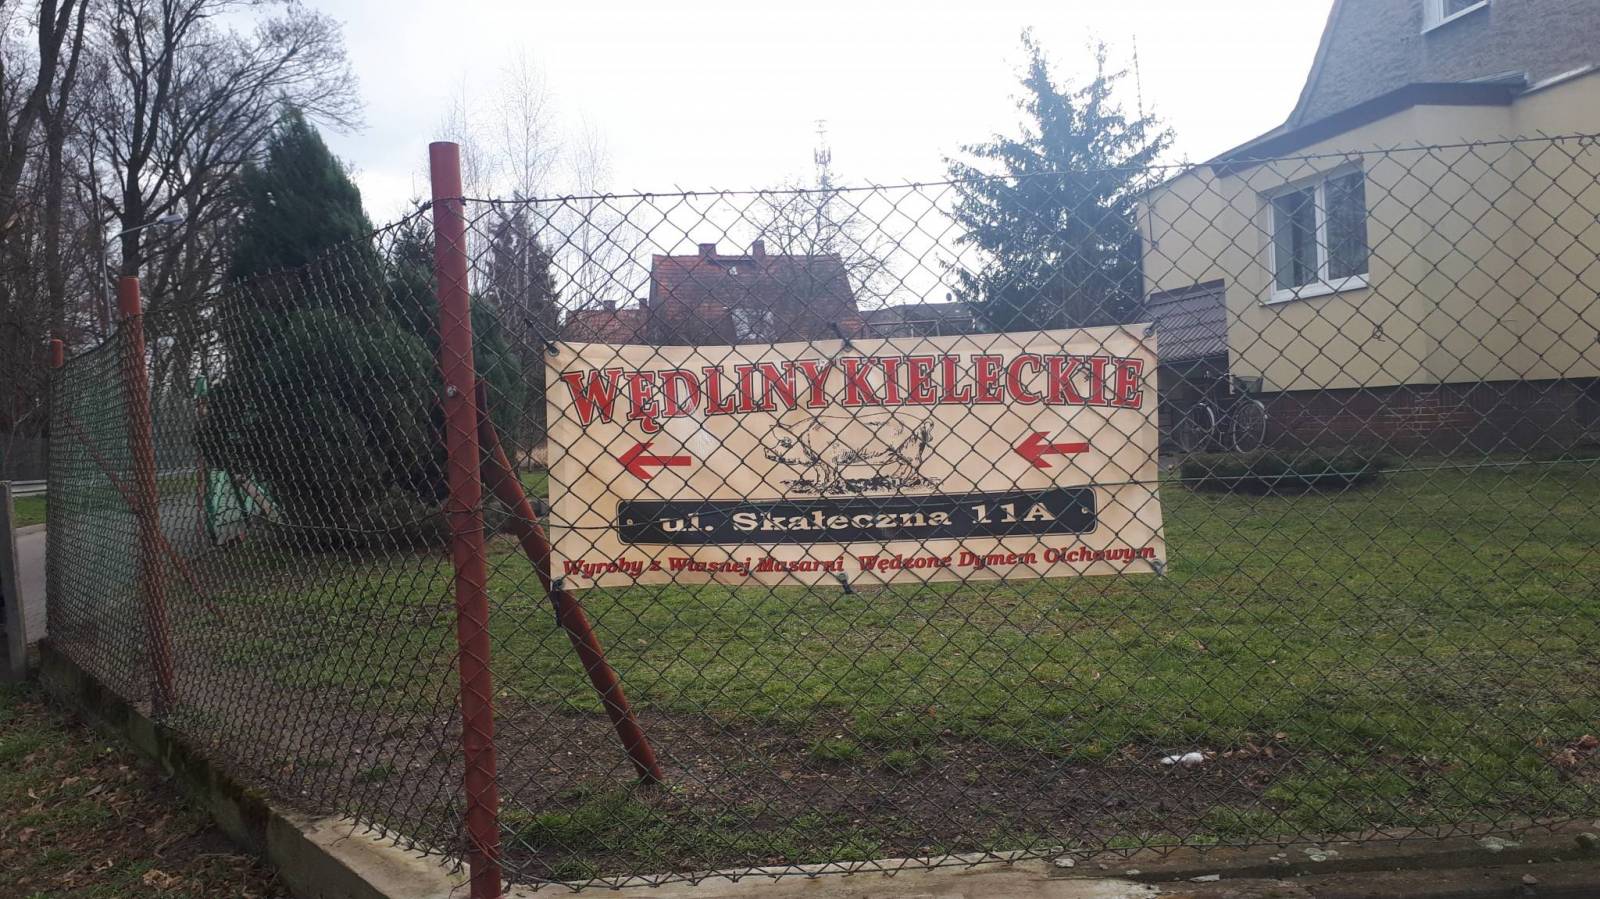 WĘDLINY KIELECKIE
ul. Skałeczna 11A
Wyroby z Własnej Masarni Wędzone Dymem Olchowym